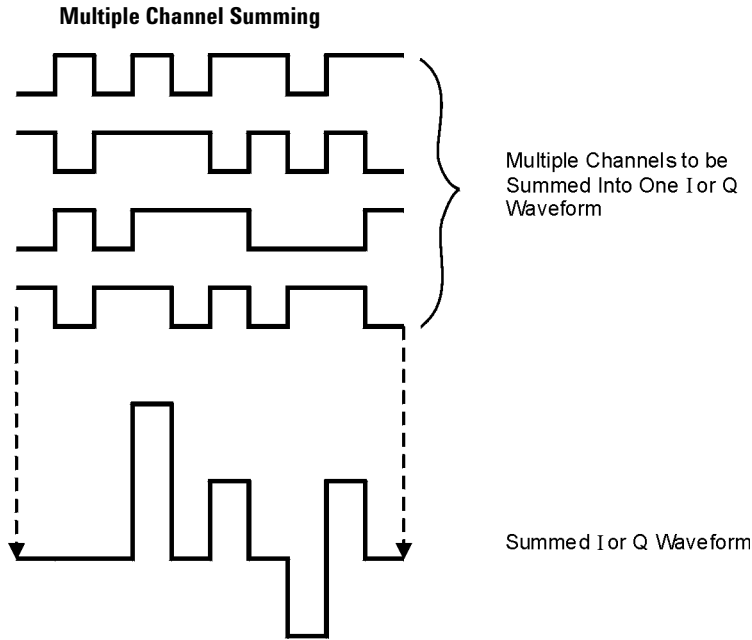 Multiple Channel Summing
Multiple Channels to be
Summed Into One I or Q
Waveform
Summed I or Q Waveform